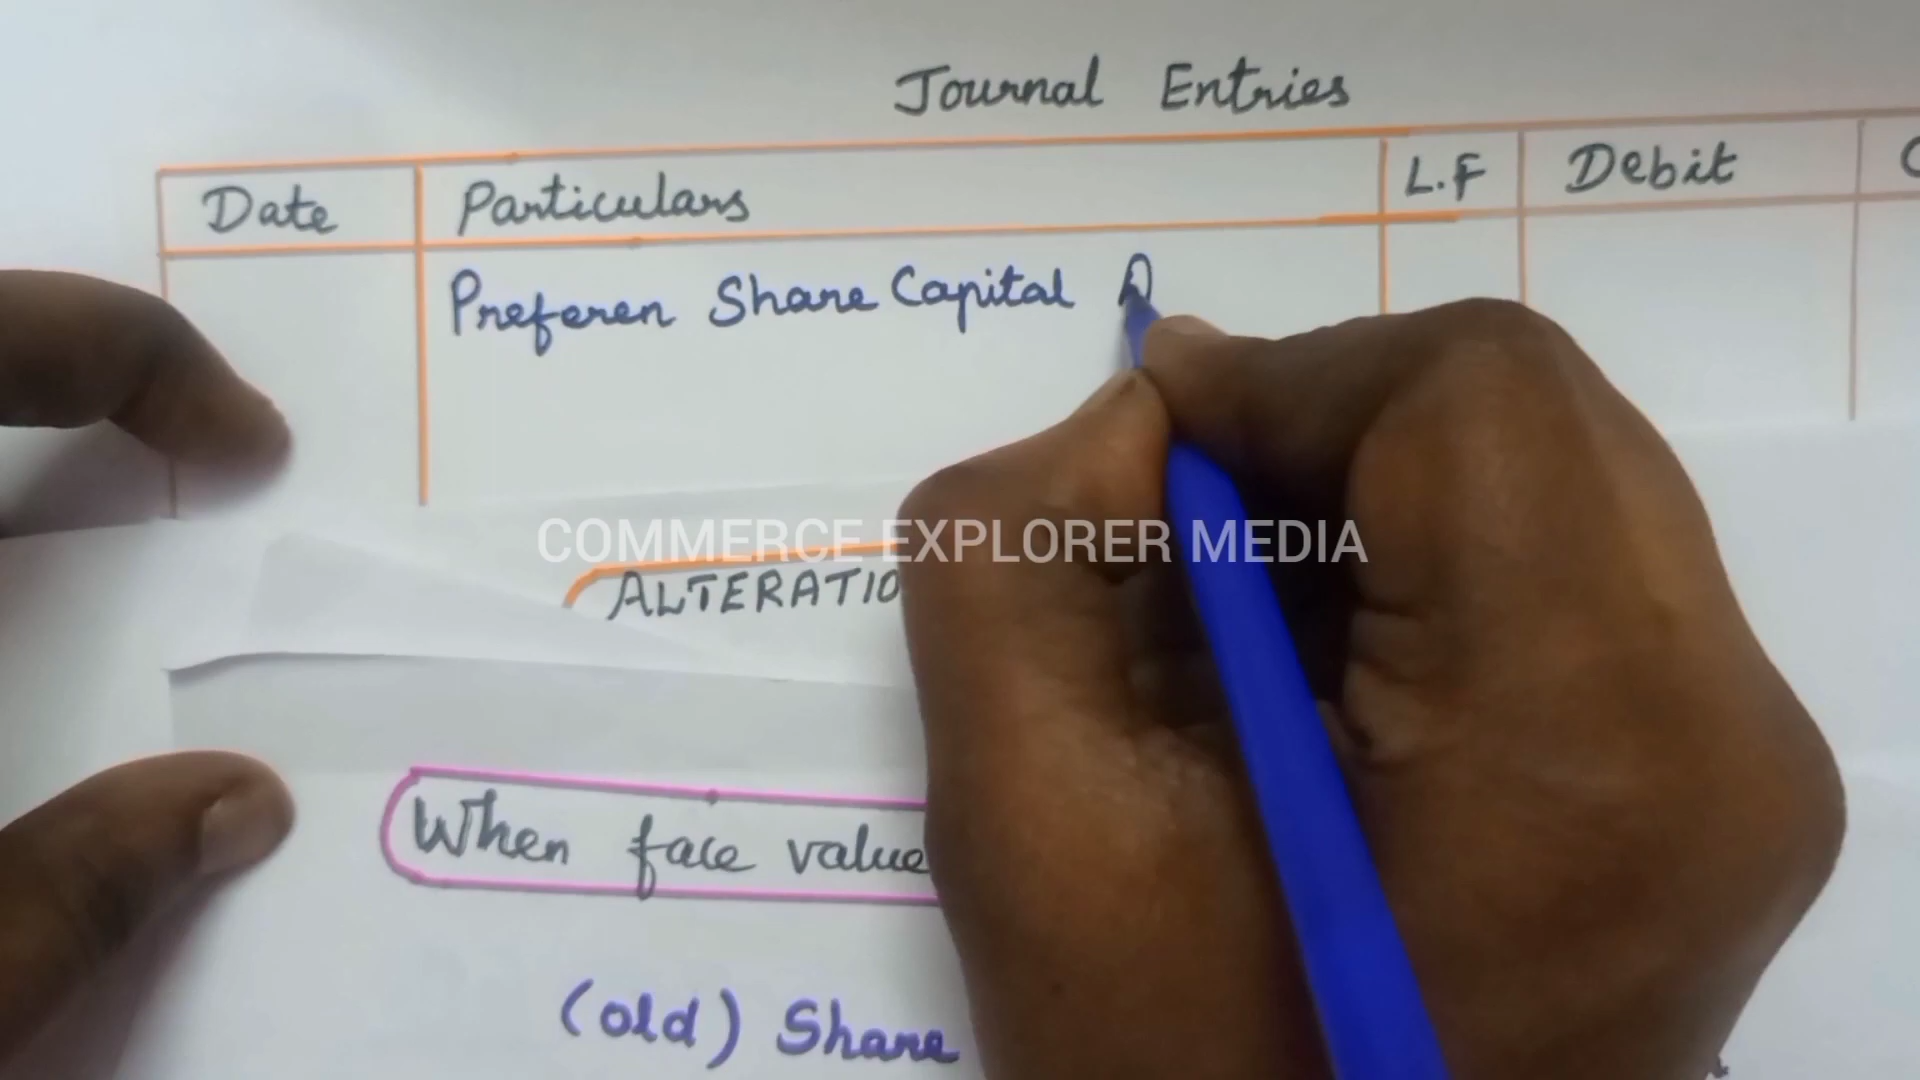 Journal Entries
Date Particulars L.F Debit
Preferen Share Capital A
COMMERCE EXPLORER MEDIA
ALTERATIO
When face value
(old) Share